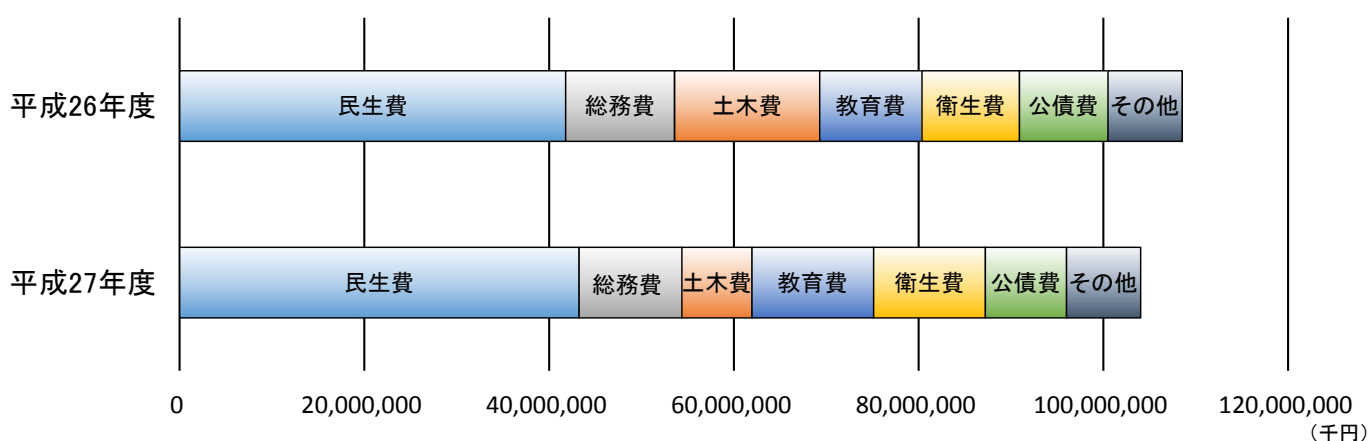 平成26年度
民生費
総務費
土木費
教育費
衛生費
公債費
その他
平成27年度
民生費
総務費
土木費
教育費
衛生費
公債費
その他
0
20,000,000
40,000,000
60,000,000
80,000,000
100,000,000
120,000,000
（千円）